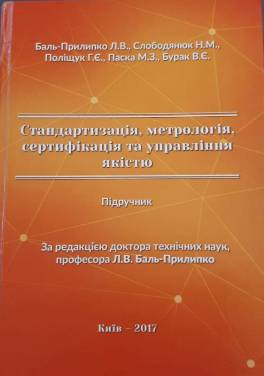 Баль-Прилипко Л.В., Слободянюк Н.М.,
Поліщук Г.Є., Паска М.З., Бурак В.Є.
Стандартизація, метрологія,
сертифікація та управління
якістю
Підручник
За редакцією доктора технічних наук,
професора Л.В. Баль-Прилипко
Київ – 2017